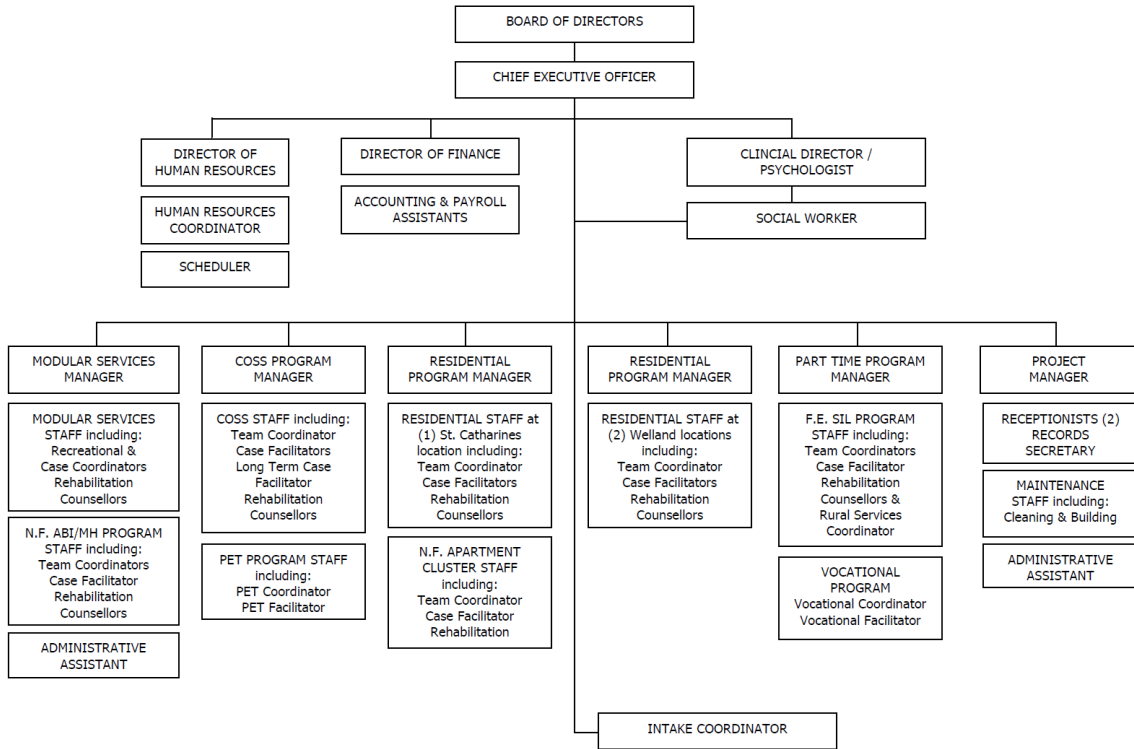 BOARD OF DIRECTORS
CHIEF EXECUTIVE OFFICER
DIRECTOR OF
HUMAN RESOURCES
HUMAN RESOURCES
COORDINATOR
SCHEDULER
DIRECTOR OF FINANCE
ACCOUNTING & PAYROLL
ASSISTANTS
CLINCIAL DIRECTOR /
PSYCHOLOGIST
SOCIAL WORKER
MODULAR SERVICES
MANAGER
MODULAR SERVICES
STAFF including:
Recreational &
Case Coordinators
Rehabilitation
Counsellors
N.F. ABI/MH PROGRAM
STAFF including:
Team Coordinators
Case Facilitator
Rehabilitation
Counsellors
ADMINISTRATIVE
ASSISTANT
COSS PROGRAM
MANAGER
COSS STAFF including:
Team Coordinator
Case Facilitators
Long Term Case
Facilitator
Rehabilitation
Counsellors
PET PROGRAM STAFF
including:
PET Coordinator
PET Facilitator
RESIDENTIAL
PROGRAM MANAGER
RESIDENTIAL STAFF at
(1) St. Catharines
location including:
Team Coordinator
Case Facilitators
Rehabilitation
Counsellors
N.F. APARTMENT
CLUSTER STAFF
including:
Team Coordinator
Case Facilitator
Rehabilitation
RESIDENTIAL
PROGRAM MANAGER
RESIDENTIAL STAFF at
(2) Welland locations
including:
Team Coordinator
Case Facilitators
Rehabilitation
Counsellors
PART TIME PROGRAM
MANAGER
F.E. SIL PROGRAM
STAFF including:
Team Coordinators
Case Facilitator
Rehabilitation
Counsellors &
Rural Services
Coordinator
VOCATIONAL
PROGRAM
Vocational Coordinator
Vocational Facilitator
PROJECT
MANAGER
RECEPTIONISTS (2)
RECORDS
SECRETARY
MAINTENANCE
STAFF including:
Cleaning & Building
ADMINISTRATIVE
ASSISTANT
INTAKE COORDINATOR